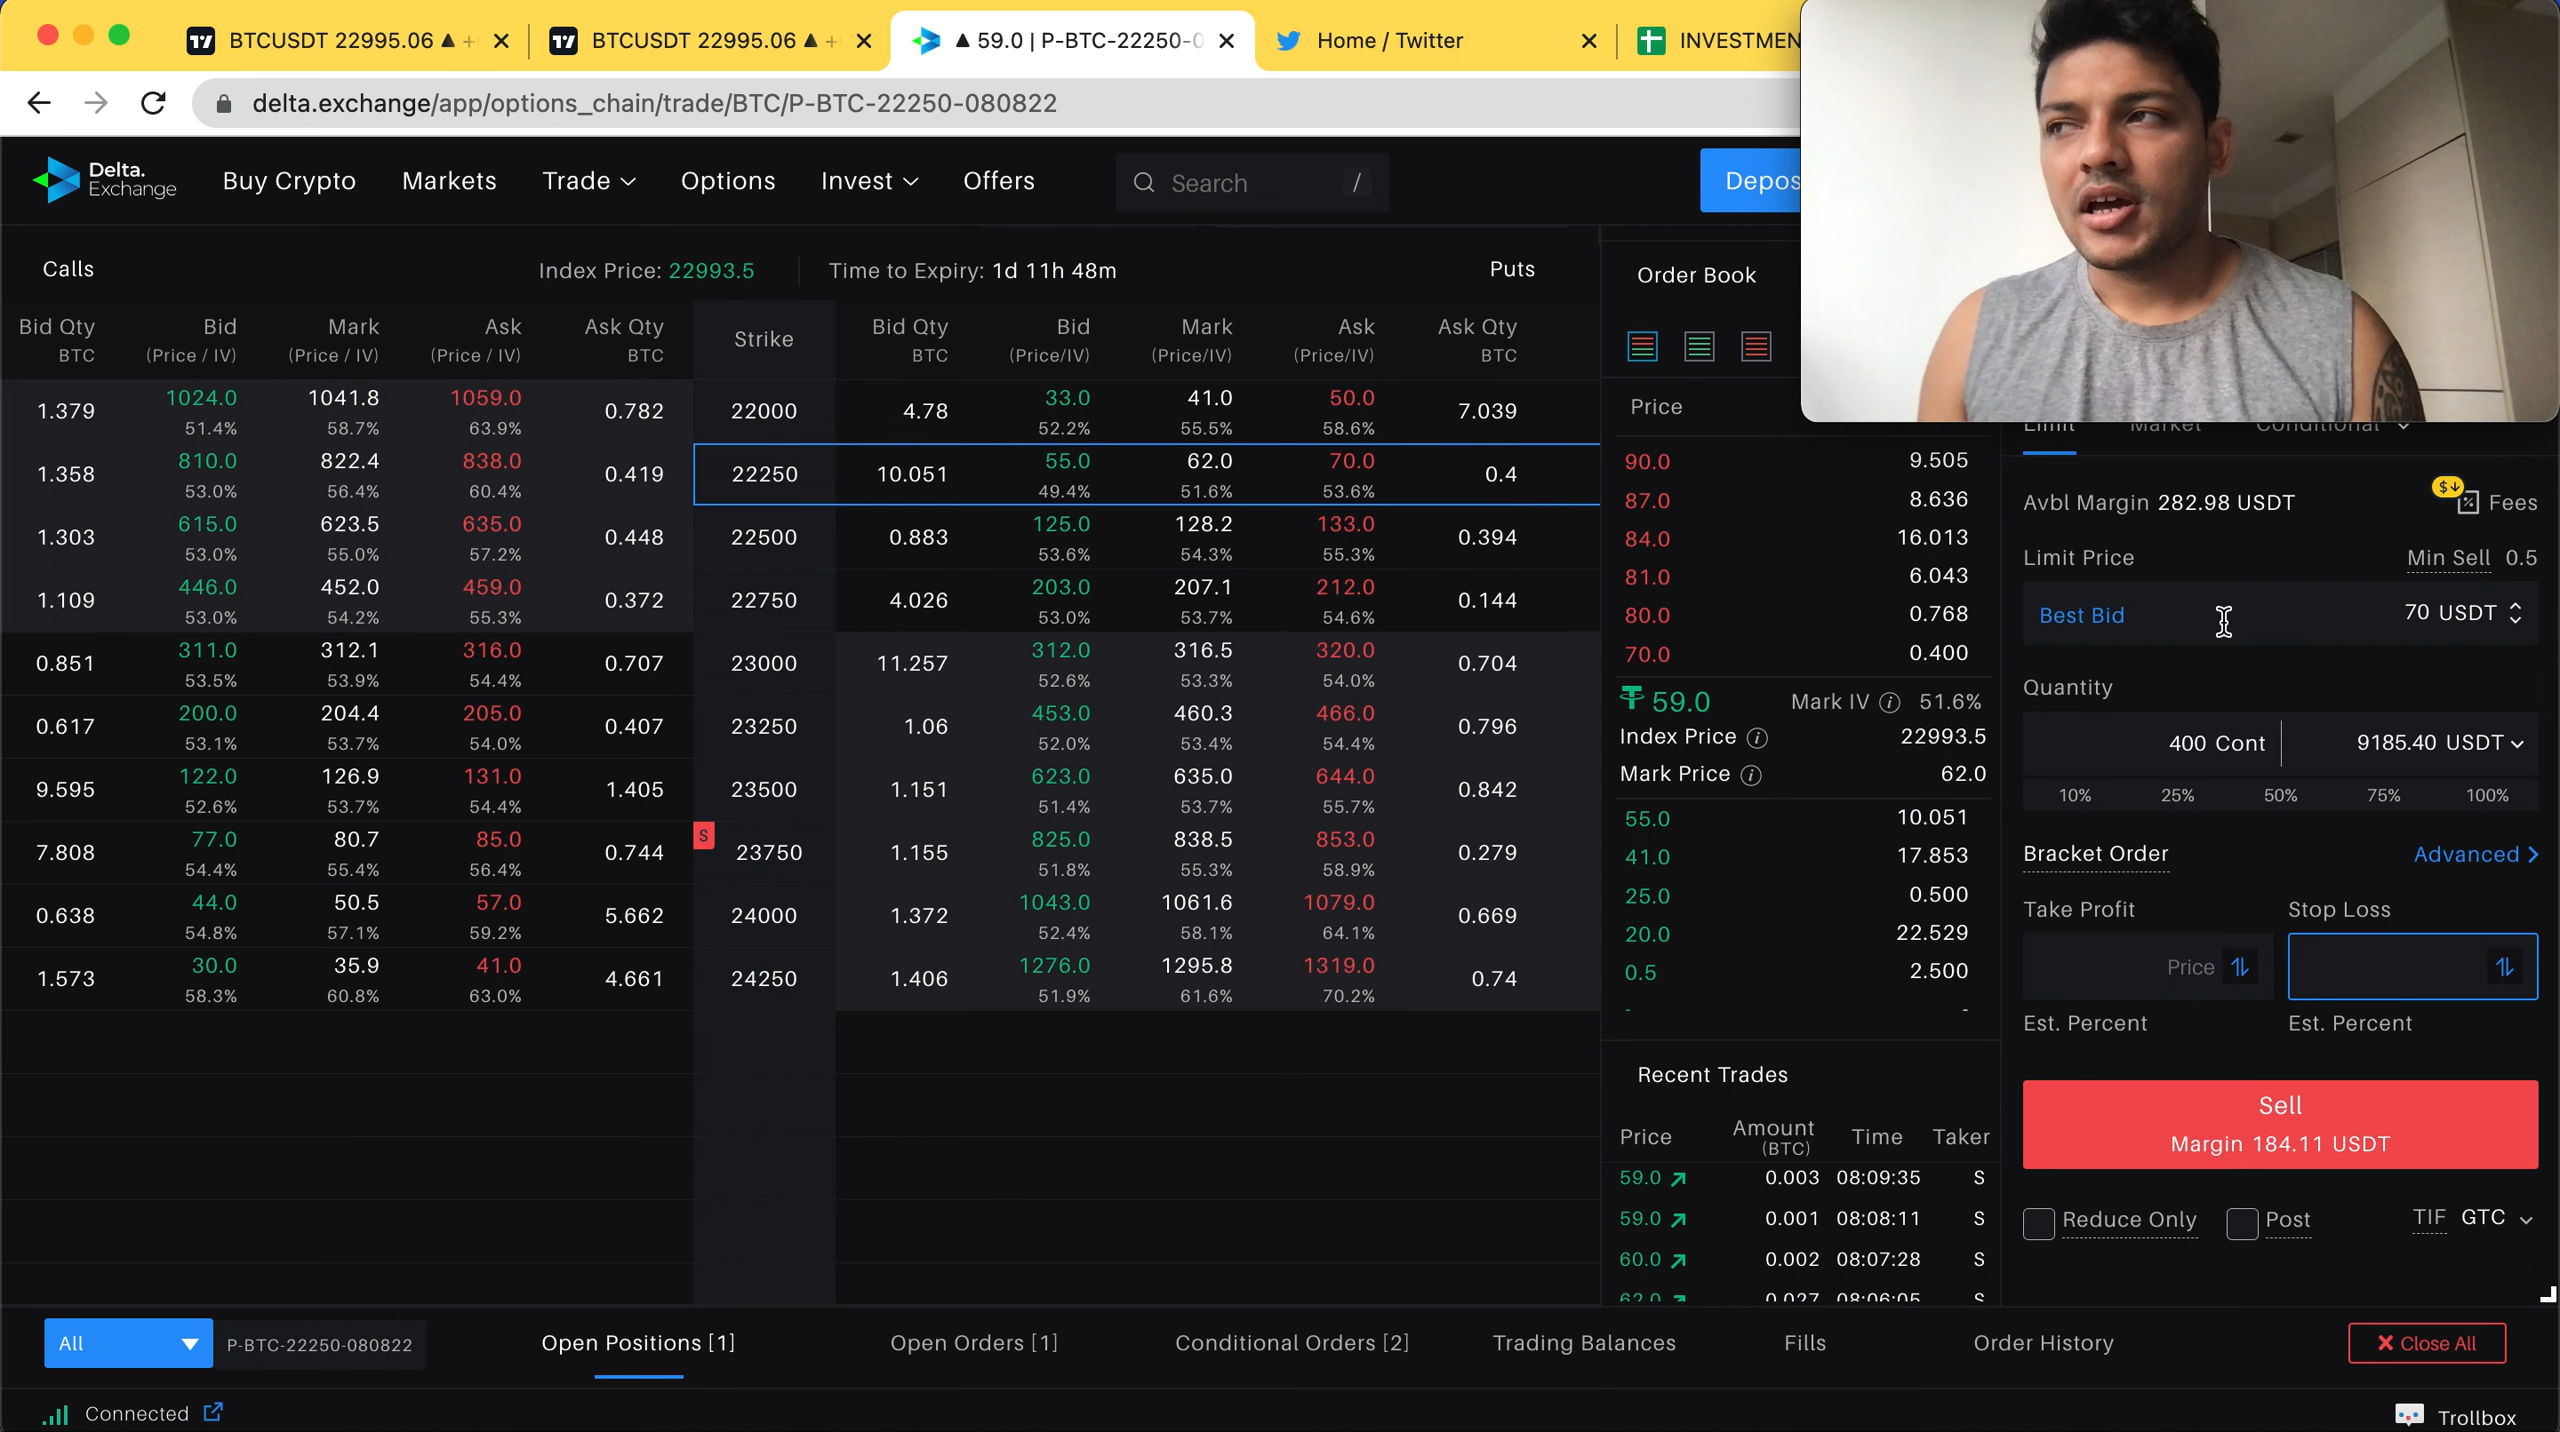 BTCUSDT 22995.06 ▲ +
BTCUSDT 22995.06 ▲ +
▲ 59.0 | P-BTC-22250-0
Home / Twitter
INVESTMEN
delta.exchange/app/options_chain/trade/BTC/P-BTC-22250-080822
Delta. Exchange
Buy Crypto Markets Trade Options Invest Offers Search / Depos
Calls Index Price: 22993.5 Time to Expiry: 1d 11h 48m Puts
Bid Qty Bid Mark Ask Ask Qty Strike Bid Qty Bid Mark Ask Ask Qty
BTC (Price / IV) (Price / IV) (Price / IV) BTC BTC (Price/IV) (Price/IV) (Price/IV) BTC
1.379 1024.0 1041.8 1059.0 0.782 22000 4.78 33.0 41.0 50.0 7.039
51.4% 58.7% 63.9% 52.2% 55.5% 58.6%
1.358 810.0 822.4 838.0 0.419 22250 10.051 55.0 62.0 70.0 0.4
53.0% 56.4% 60.4% 49.4% 51.6% 53.6%
1.303 615.0 623.5 635.0 0.448 22500 0.883 125.0 128.2 133.0 0.394
53.0% 55.0% 57.2% 53.6% 54.3% 55.3%
1.109 446.0 452.0 459.0 0.372 22750 4.026 203.0 207.1 212.0 0.144
53.0% 54.2% 55.3% 53.0% 53.7% 54.6%
0.851 311.0 312.1 316.0 0.707 23000 11.257 312.0 316.5 320.0 0.704
53.5% 53.9% 54.4% 52.6% 53.3% 54.0%
0.617 200.0 204.4 205.0 0.407 23250 1.06 453.0 460.3 466.0 0.796
53.1% 53.7% 54.0% 52.0% 53.4% 54.4%
9.595 122.0 126.9 131.0 1.405 23500 1.151 623.0 635.0 644.0 0.842
52.6% 53.7% 54.4% 51.4% 53.7% 55.7%
7.808 77.0 80.7 85.0 0.744 S 23750 1.155 825.0 838.5 853.0 0.279
54.4% 55.4% 56.4% 51.8% 55.3% 58.9%
0.638 44.0 50.5 57.0 5.662 24000 1.372 1043.0 1061.6 1079.0 0.669
54.8% 57.1% 59.2% 52.4% 58.1% 64.1%
1.573 30.0 35.9 41.0 4.661 24250 1.406 1276.0 1295.8 1319.0 0.74
58.3% 60.8% 63.0% 51.9% 61.6% 70.2%
Order Book
Price
90.0 9.505
87.0 8.636
84.0 16.013
81.0 6.043
80.0 0.768
70.0 0.400
59.0 Mark IV 51.6%
Index Price 22993.5
Mark Price 62.0
55.0 10.051
41.0 17.853
25.0 0.500
20.0 22.529
0.5 2.500
- -
Recent Trades
Price Amount (BTC) Time Taker
59.0 0.003 08:09:35 S
59.0 0.001 08:08:11 S
60.0 0.002 08:07:28 S
62.0 0.027 08:06:05 S
Limit Market Conditional
Avbl Margin 282.98 USDT Fees
Limit Price Min Sell 0.5
Best Bid 70 USDT
Quantity
400 Cont 9185.40 USDT
10% 25% 50% 75% 100%
Bracket Order Advanced
Take Profit Stop Loss
Price
Est. Percent Est. Percent
Sell
Margin 184.11 USDT
Reduce Only Post TIF GTC
All P-BTC-22250-080822 Open Positions [1] Open Orders [1] Conditional Orders [2] Trading Balances Fills Order History Close All
Connected Trollbox